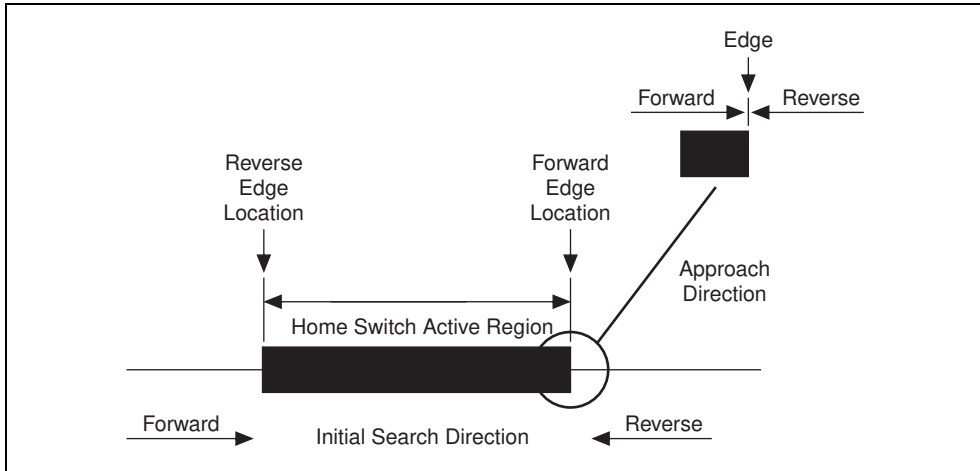 Edge
Forward
Reverse
Reverse
Edge
Location
Forward
Edge
Location
Approach
Direction
Home Switch Active Region
Forward
Initial Search Direction
Reverse